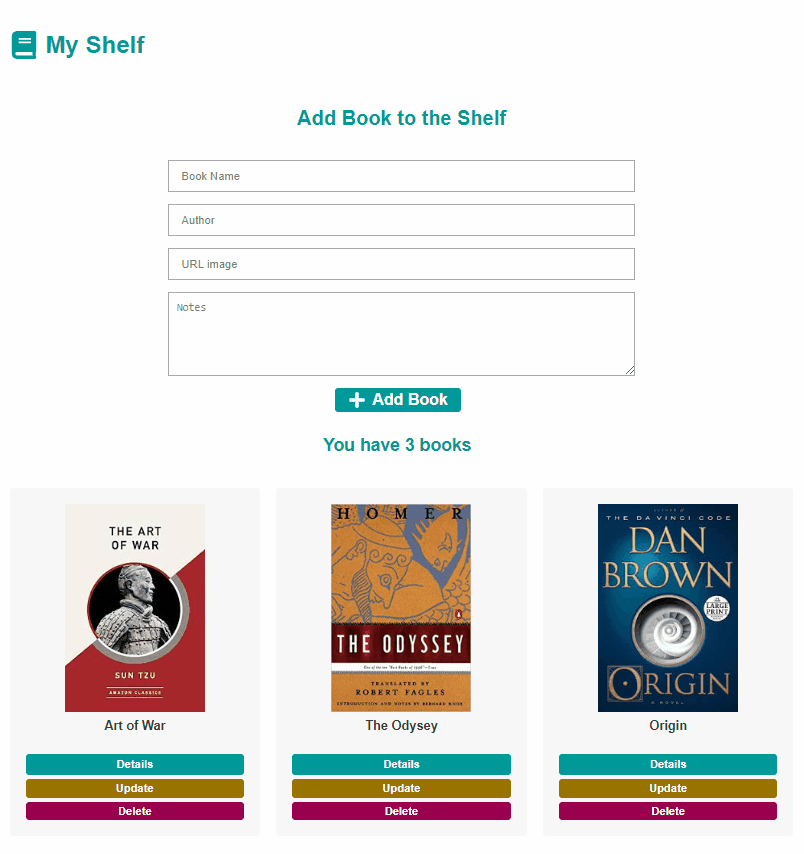 My Shelf
Add Book to the Shelf
Book Name
Author
URL image
Notes
Add Book
You have 3 books
THE ART
OF WAR
SUN TZU
AMAZON CLASSICS
Art of War
Details
Update
Delete
HOMER
THE ODYSSEY
TRANSLATED BY
ROBERT FAGLES
INTRODUCTION AND NOTES BY BERNARD KNOX
The Odysey
Details
Update
Delete
AUTHOR OF
THE DA VINCI CODE
DAN
BROWN
LARGE
PRINT
ORIGIN
A NOVEL
Origin
Details
Update
Delete